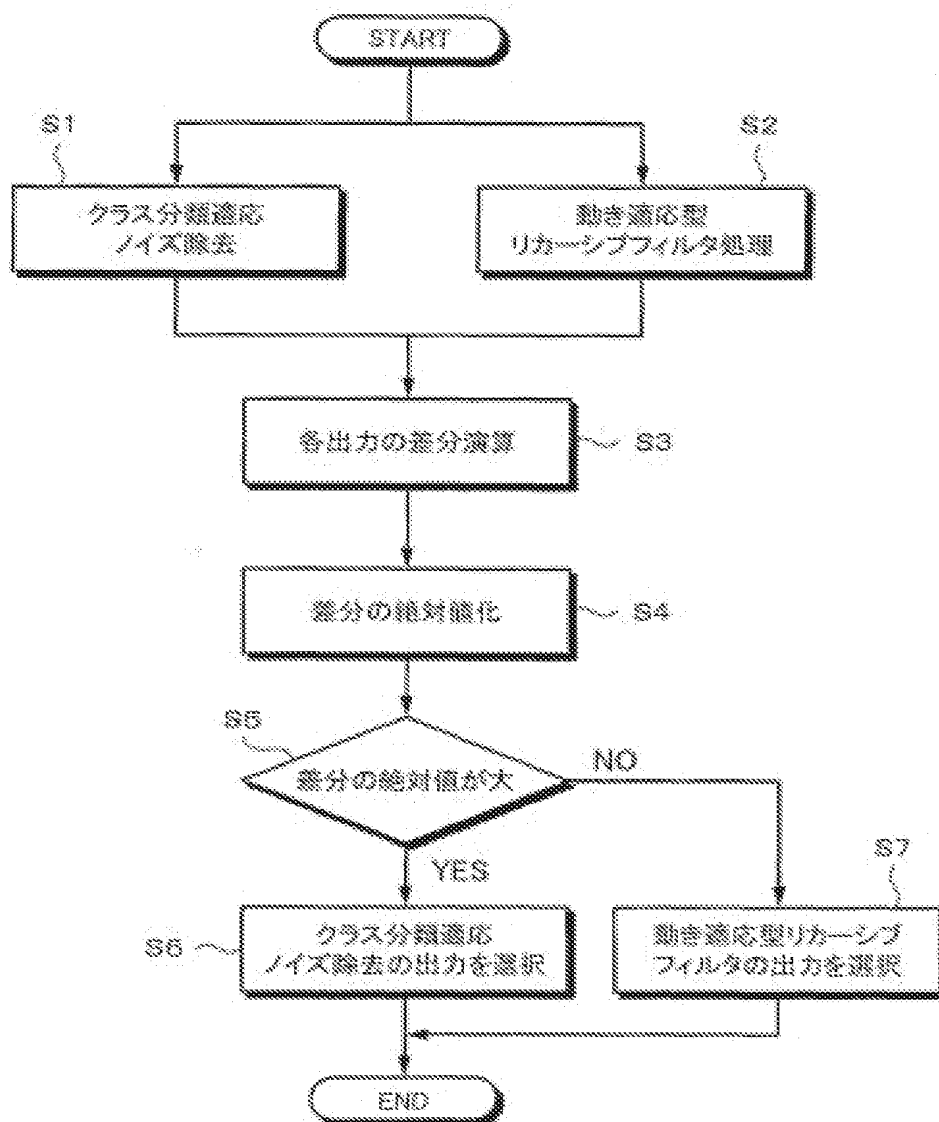 START
S1
S2
クラス分類適応
ノイズ除去
動き適応型
リカーシブフィルタ処理
各出力の差分演算
S3
差分の絶対値化
S4
S5
差分の絶対値が大
NO
YES
S7
S6
クラス分類適応
ノイズ除去の出力を選択
動き適応型リカーシブ
フィルタの出力を選択
END